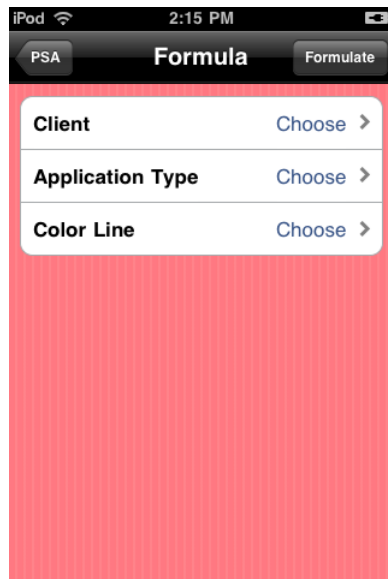 iPod 2:15 PM
PSA Formula Formulate
Client Choose
Application Type Choose
Color Line Choose